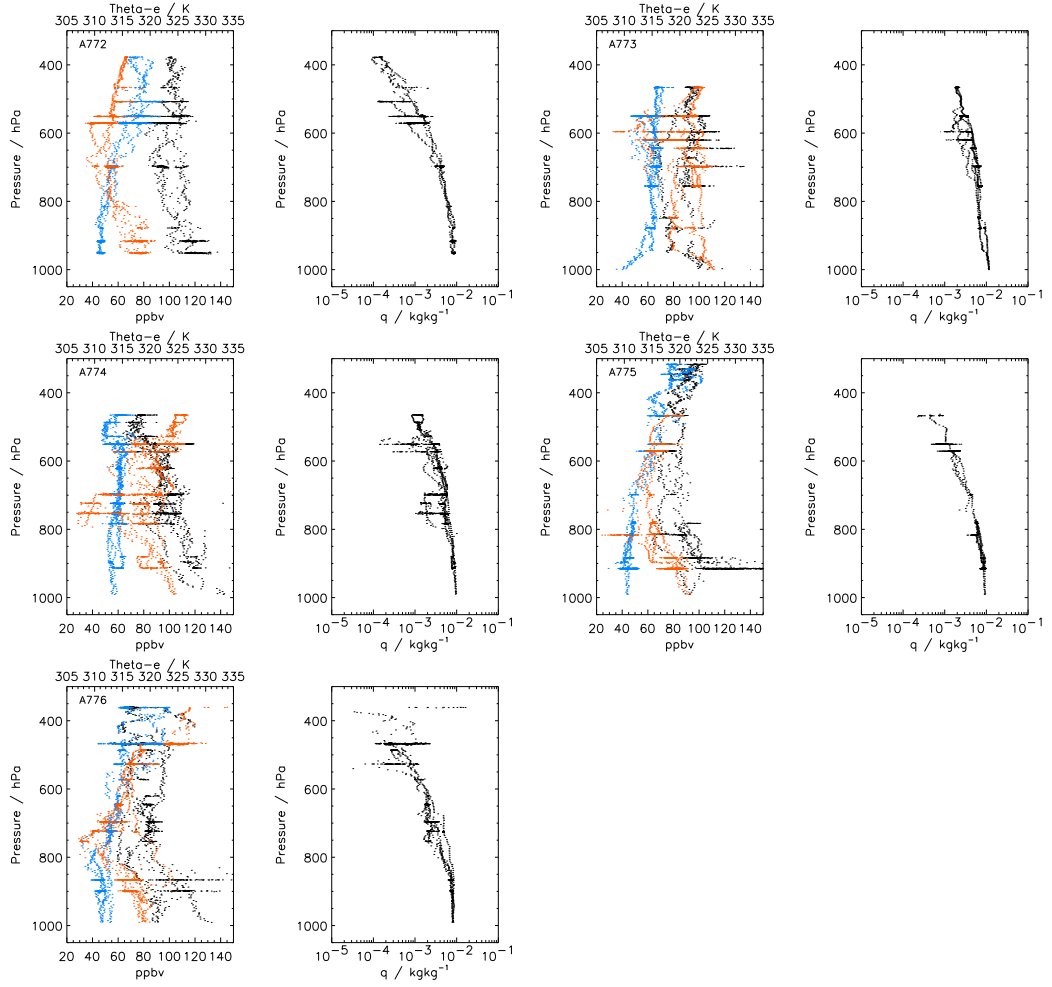 Theta-e / K
305 310 315 320 325 330 335
A772
400
600
800
1000
Pressure / hPa
20 40 60 80 100 120 140
ppbv
400
600
800
1000
Pressure / hPa
10⁻⁵ 10⁻⁴ 10⁻³ 10⁻² 10⁻¹
q / kgkg⁻¹
Theta-e / K
305 310 315 320 325 330 335
A773
400
600
800
1000
Pressure / hPa
20 40 60 80 100 120 140
ppbv
400
600
800
1000
Pressure / hPa
10⁻⁵ 10⁻⁴ 10⁻³ 10⁻² 10⁻¹
q / kgkg⁻¹
Theta-e / K
305 310 315 320 325 330 335
A774
400
600
800
1000
Pressure / hPa
20 40 60 80 100 120 140
ppbv
400
600
800
1000
Pressure / hPa
10⁻⁵ 10⁻⁴ 10⁻³ 10⁻² 10⁻¹
q / kgkg⁻¹
Theta-e / K
305 310 315 320 325 330 335
A775
400
600
800
1000
Pressure / hPa
20 40 60 80 100 120 140
ppbv
400
600
800
1000
Pressure / hPa
10⁻⁵ 10⁻⁴ 10⁻³ 10⁻² 10⁻¹
q / kgkg⁻¹
Theta-e / K
305 310 315 320 325 330 335
A776
400
600
800
1000
Pressure / hPa
20 40 60 80 100 120 140
ppbv
400
600
800
1000
Pressure / hPa
10⁻⁵ 10⁻⁴ 10⁻³ 10⁻² 10⁻¹
q / kgkg⁻¹